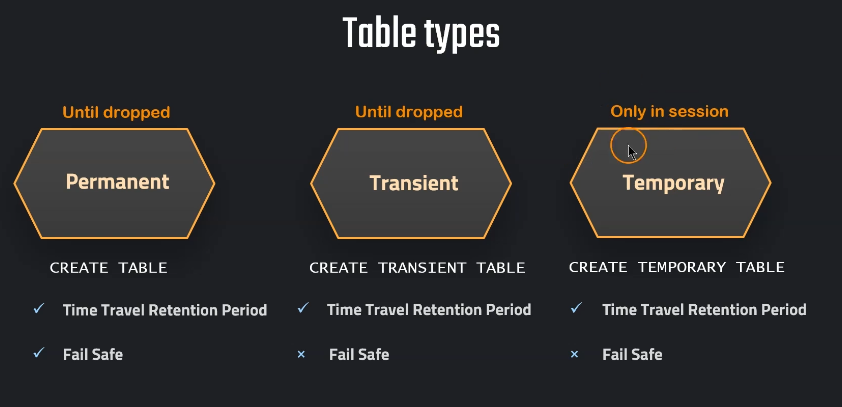 Table types
Until dropped
Until dropped
Only in session
Permanent
Transient
Temporary
CREATE TABLE
CREATE TRANSIENT TABLE
CREATE TEMPORARY TABLE
✓ Time Travel Retention Period
✓ Time Travel Retention Period
✓ Time Travel Retention Period
✓ Fail Safe
× Fail Safe
× Fail Safe